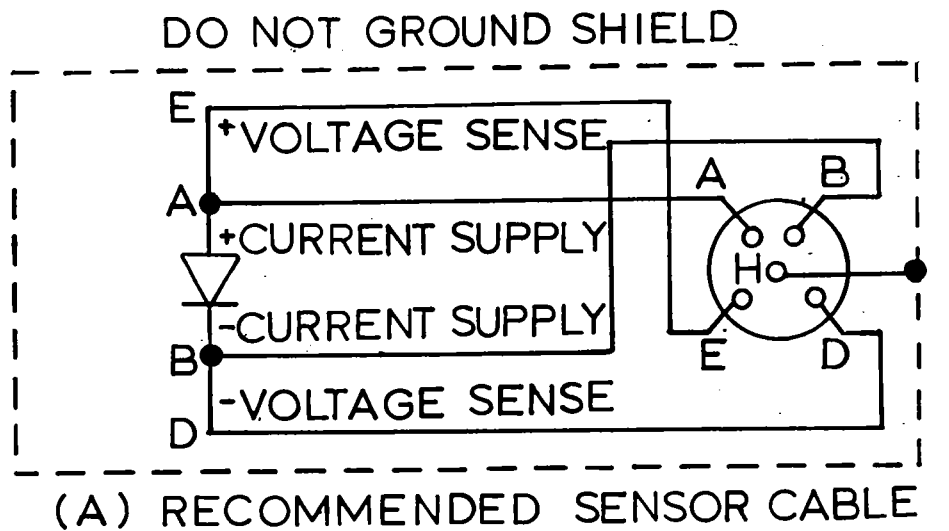 DO NOT GROUND SHIELD
E
+VOLTAGE SENSE
A
A B
+CURRENT SUPPLY
H
-CURRENT SUPPLY
B
E D
-VOLTAGE SENSE
D
(A) RECOMMENDED SENSOR CABLE